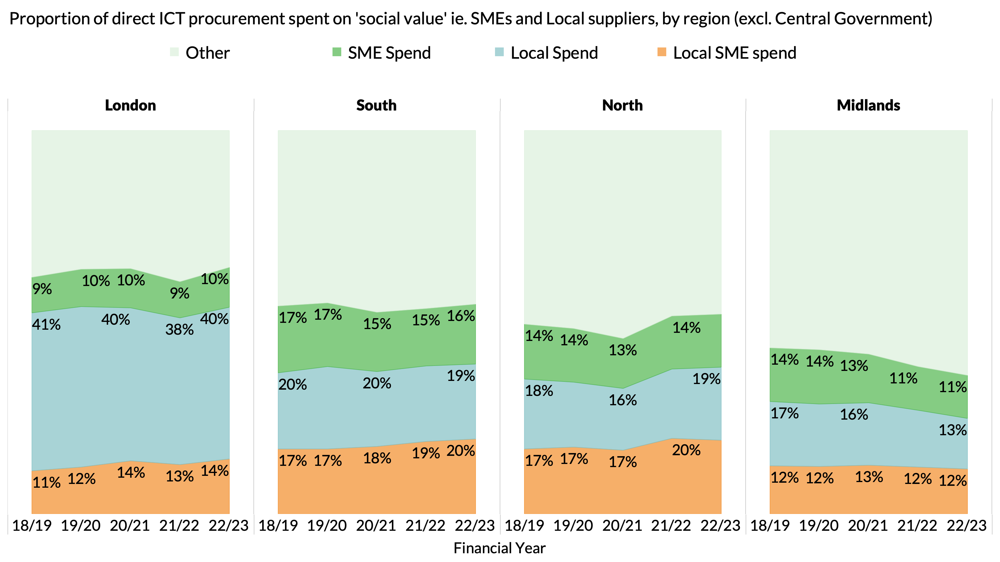 Proportion of direct ICT procurement spent on 'social value' ie. SMEs and Local suppliers, by region (excl. Central Government)
Other SME Spend Local Spend Local SME spend
London South North Midlands
9% 10% 10% 9% 10%
41% 40% 38% 40%
11% 12% 14% 13% 14%
17% 17% 15% 15% 16%
20% 20% 19%
17% 17% 18% 19% 20%
14% 14% 13% 14%
18% 16% 19%
17% 17% 17% 20%
14% 14% 13% 11% 11%
17% 16% 13%
12% 12% 13% 12% 12%
18/19 19/20 20/21 21/22 22/23 18/19 19/20 20/21 21/22 22/23 18/19 19/20 20/21 21/22 22/23 18/19 19/20 20/21 21/22 22/23
Financial Year